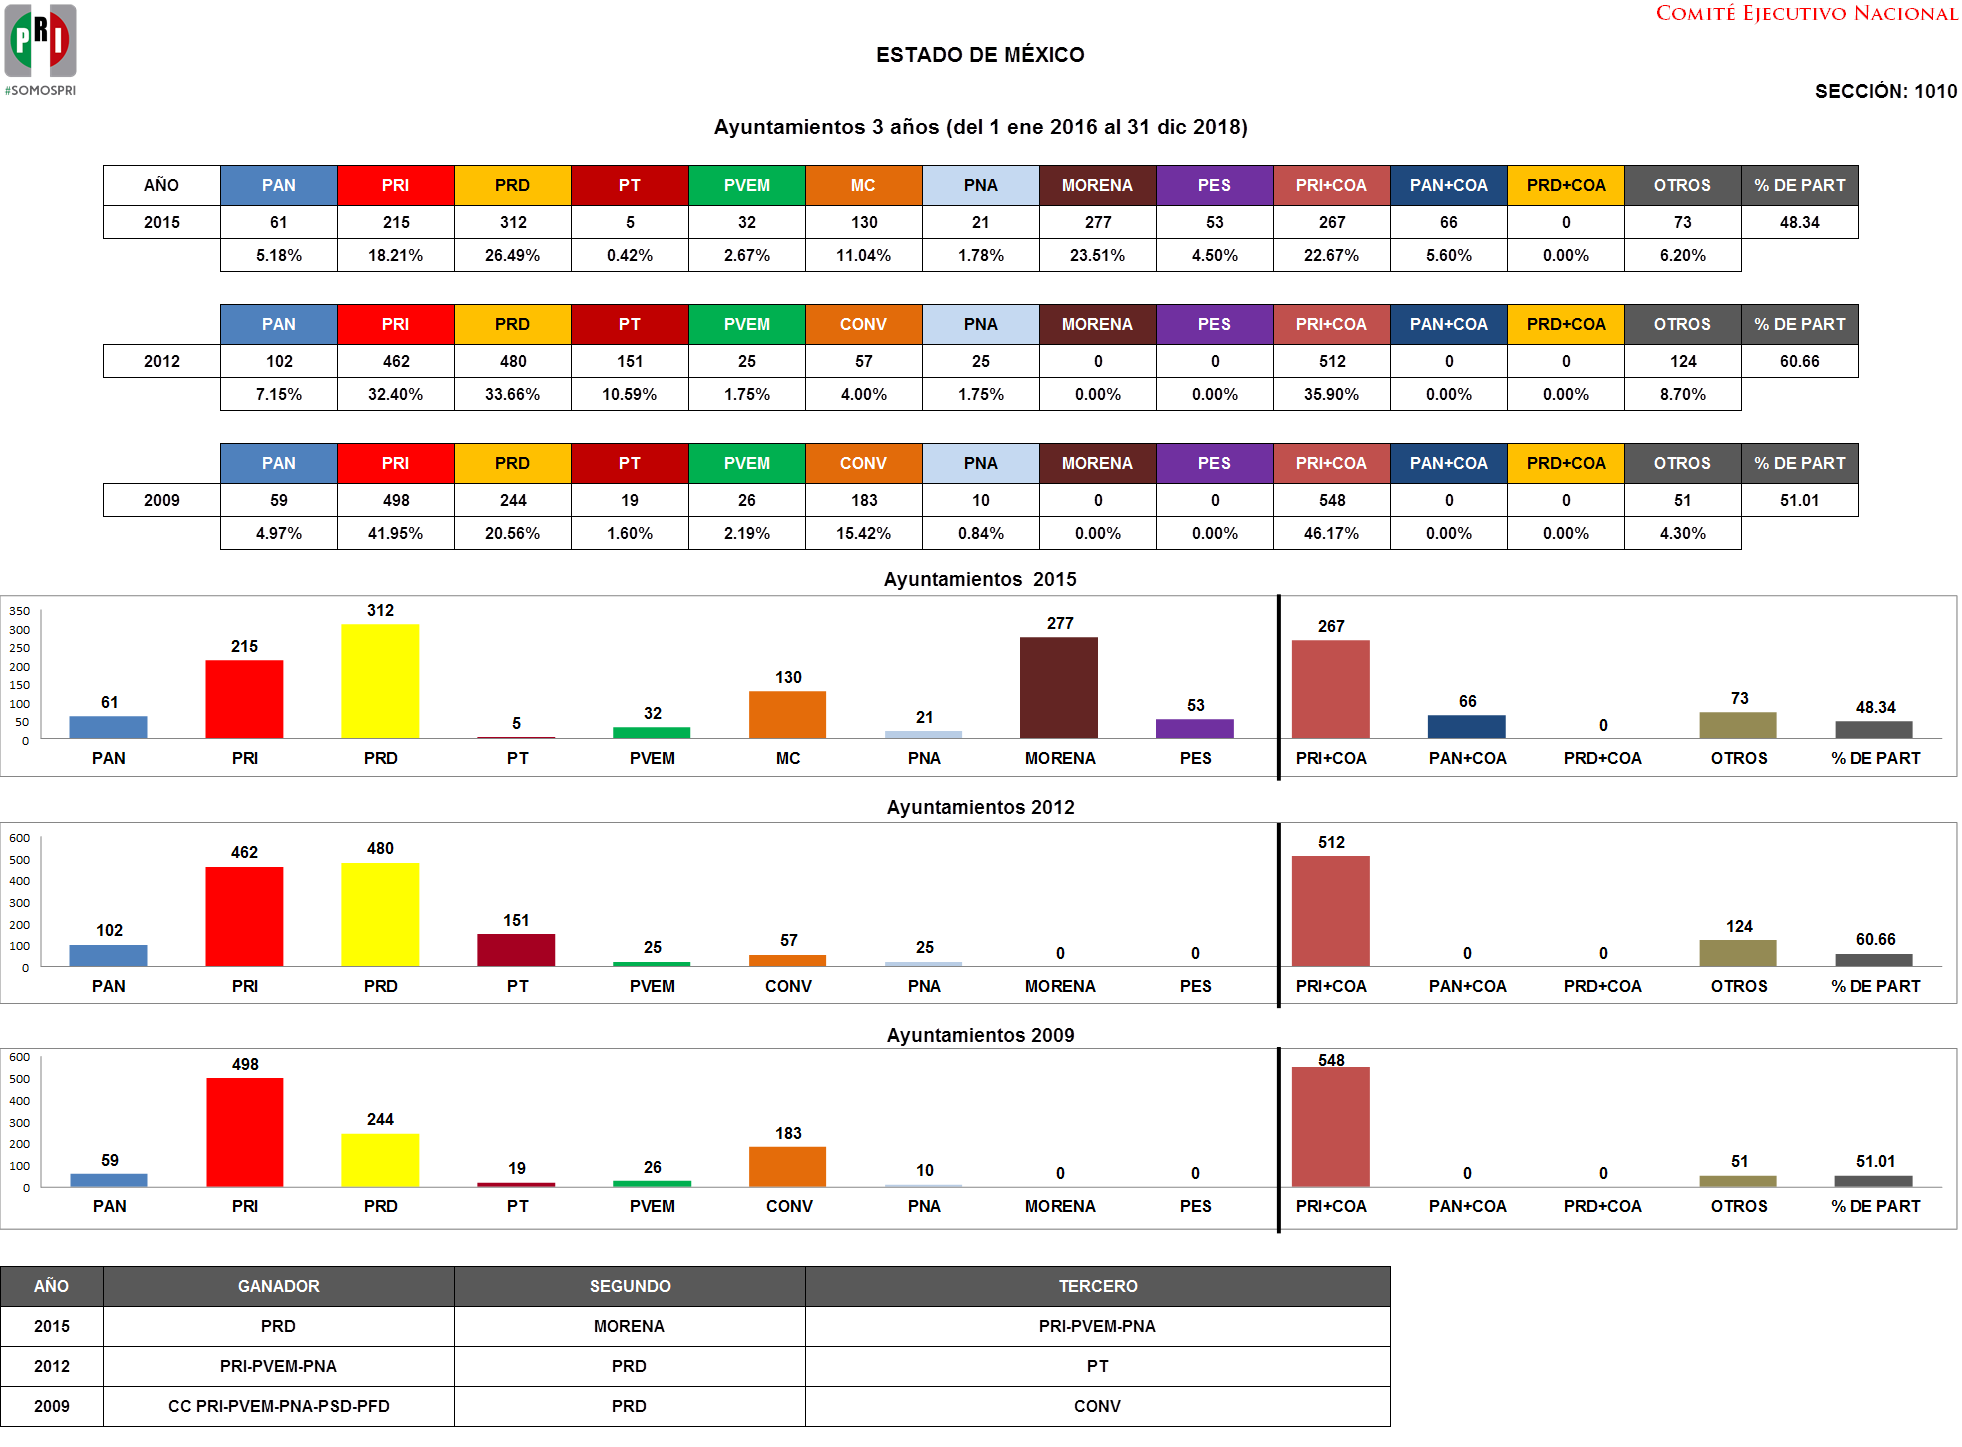 PRI
#SOMOSPRI
COMITÉ EJECUTIVO NACIONAL
ESTADO DE MÉXICO
SECCIÓN: 1010
Ayuntamientos 3 años (del 1 ene 2016 al 31 dic 2018)
AÑO PAN PRI PRD PT PVEM MC PNA MORENA PES PRI+COA PAN+COA PRD+COA OTROS % DE PART
2015 61 215 312 5 32 130 21 277 53 267 66 0 73 48.34
5.18% 18.21% 26.49% 0.42% 2.67% 11.04% 1.78% 23.51% 4.50% 22.67% 5.60% 0.00% 6.20%
PAN PRI PRD PT PVEM CONV PNA MORENA PES PRI+COA PAN+COA PRD+COA OTROS % DE PART
2012 102 462 480 151 25 57 25 0 0 512 0 0 124 60.66
7.15% 32.40% 33.66% 10.59% 1.75% 4.00% 1.75% 0.00% 0.00% 35.90% 0.00% 0.00% 8.70%
PAN PRI PRD PT PVEM CONV PNA MORENA PES PRI+COA PAN+COA PRD+COA OTROS % DE PART
2009 59 498 244 19 26 183 10 0 0 548 0 0 51 51.01
4.97% 41.95% 20.56% 1.60% 2.19% 15.42% 0.84% 0.00% 0.00% 46.17% 0.00% 0.00% 4.30%
Ayuntamientos 2015
350
300
250
200
150
100
50
0
61 215 312 5 32 130 21 277 53 267 66 0 73 48.34
PAN PRI PRD PT PVEM MC PNA MORENA PES PRI+COA PAN+COA PRD+COA OTROS % DE PART
Ayuntamientos 2012
600
500
400
300
200
100
0
102 462 480 151 25 57 25 0 0 512 0 0 124 60.66
PAN PRI PRD PT PVEM CONV PNA MORENA PES PRI+COA PAN+COA PRD+COA OTROS % DE PART
Ayuntamientos 2009
600
500
400
300
200
100
0
59 498 244 19 26 183 10 0 0 548 0 0 51 51.01
PAN PRI PRD PT PVEM CONV PNA MORENA PES PRI+COA PAN+COA PRD+COA OTROS % DE PART
AÑO GANADOR SEGUNDO TERCERO
2015 PRD MORENA PRI-PVEM-PNA
2012 PRI-PVEM-PNA PRD PT
2009 CC PRI-PVEM-PNA-PSD-PFD PRD CONV